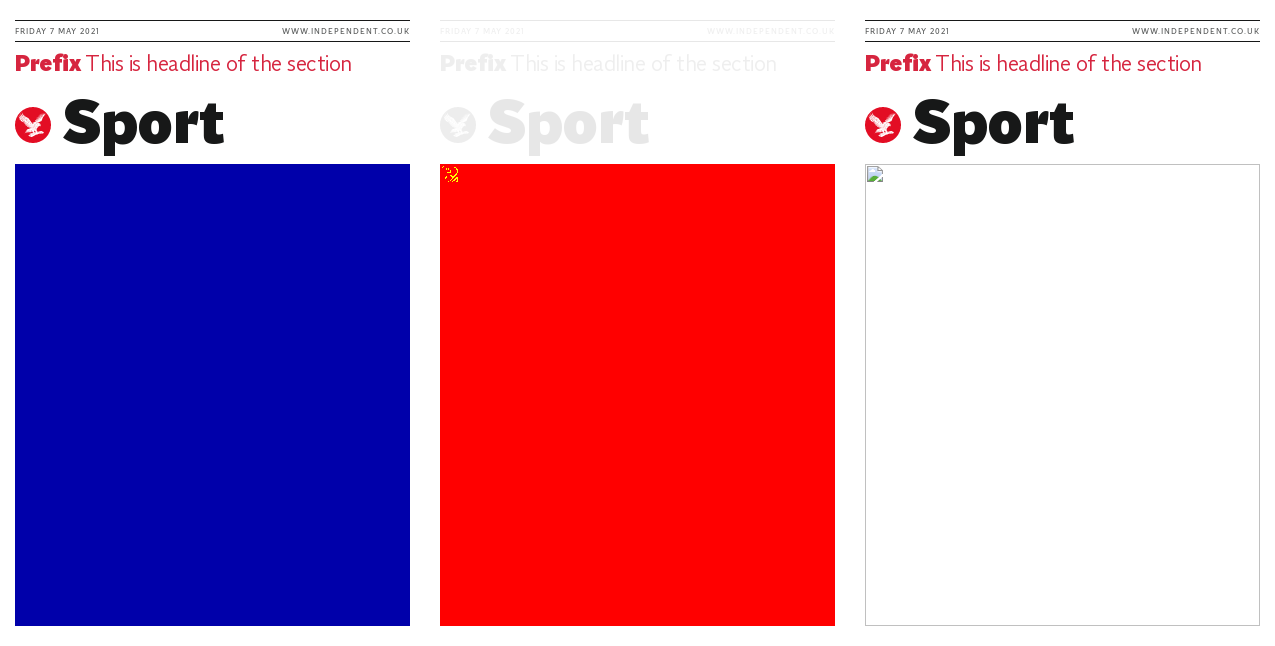 FRIDAY 7 MAY 2021 WWW.INDEPENDENT.CO.UK
Prefix This is headline of the section
Sport
FRIDAY 7 MAY 2021 WWW.INDEPENDENT.CO.UK
Prefix This is headline of the section
Sport
FRIDAY 7 MAY 2021 WWW.INDEPENDENT.CO.UK
Prefix This is headline of the section
Sport